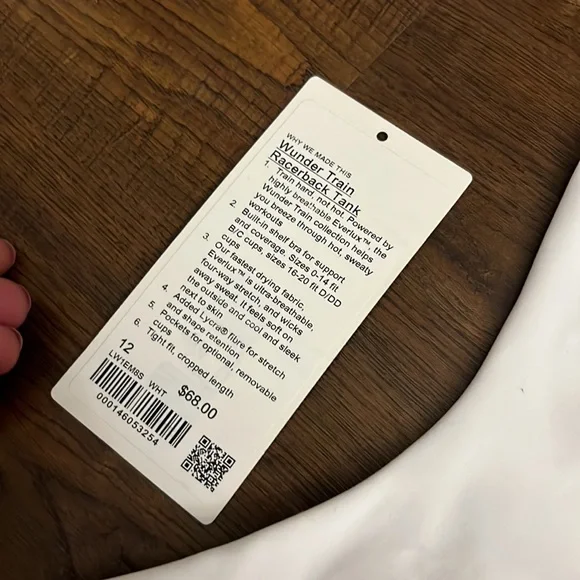 WHY WE MADE THIS
Wunder Train
Racerback Tank
1. Train hard, not hot. Powered by
highly breathable Everlux™, the
Wunder Train collection helps
you breeze through hot, sweaty
workouts
2. Built-in shelf bra for support
and coverage. Sizes 0-14 fit
B/C cups, sizes 16-20 fit D/DD
cups
3. Our fastest drying fabric,
Everlux™ is ultra-breathable,
four-way stretch, and wicks
away sweat. It feels soft on
the outside and cool and sleek
next to skin
4. Added Lycra® fibre for stretch
and shape retention
5. Pockets for optional, removable
cups
6. Tight fit, cropped length
12
LW1EM8S WHT $68.00
000146053254